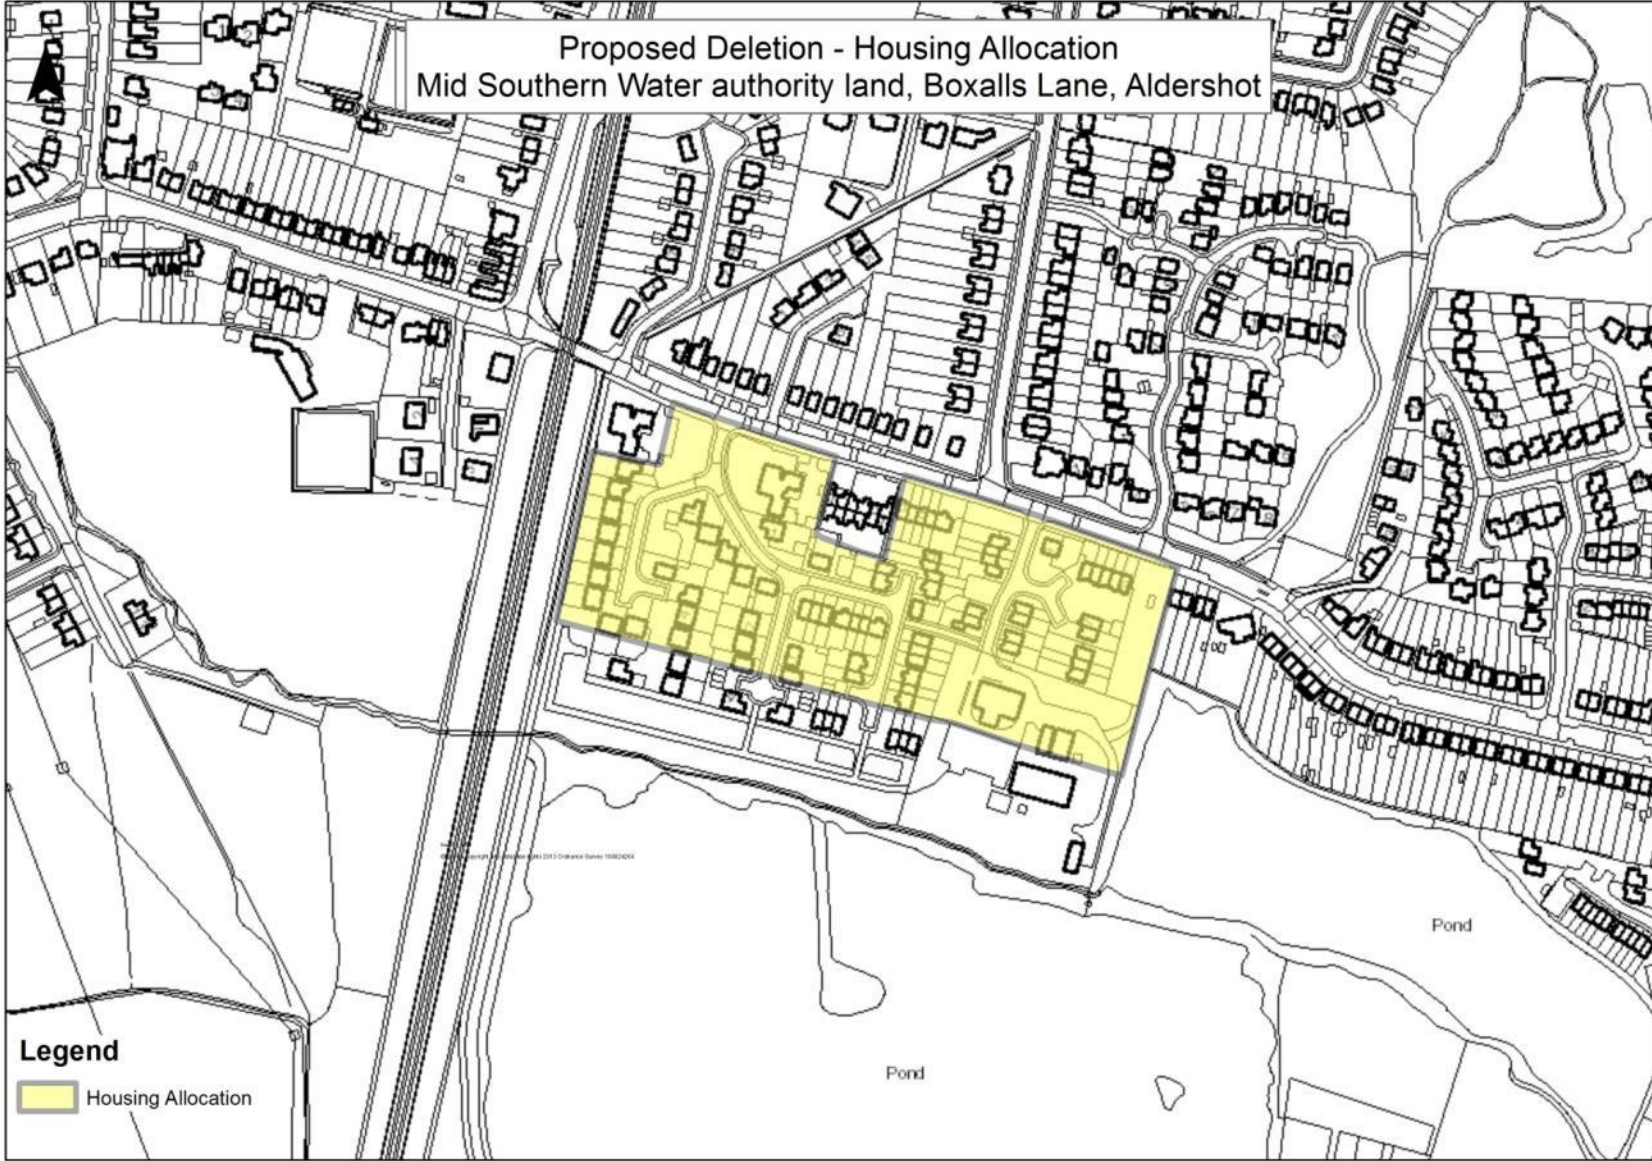 Proposed Deletion - Housing Allocation
Mid Southern Water authority land, Boxalls Lane, Aldershot
Pond
Pond
Legend
Housing Allocation